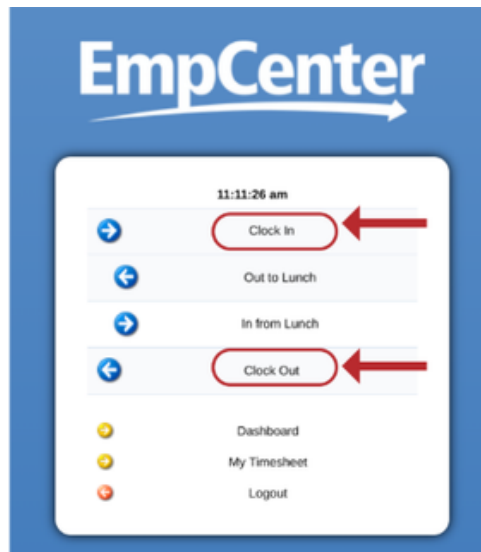 EmpCenter
11:11:26 am
Clock In
Out to Lunch
In from Lunch
Clock Out
Dashboard
My Timesheet
Logout